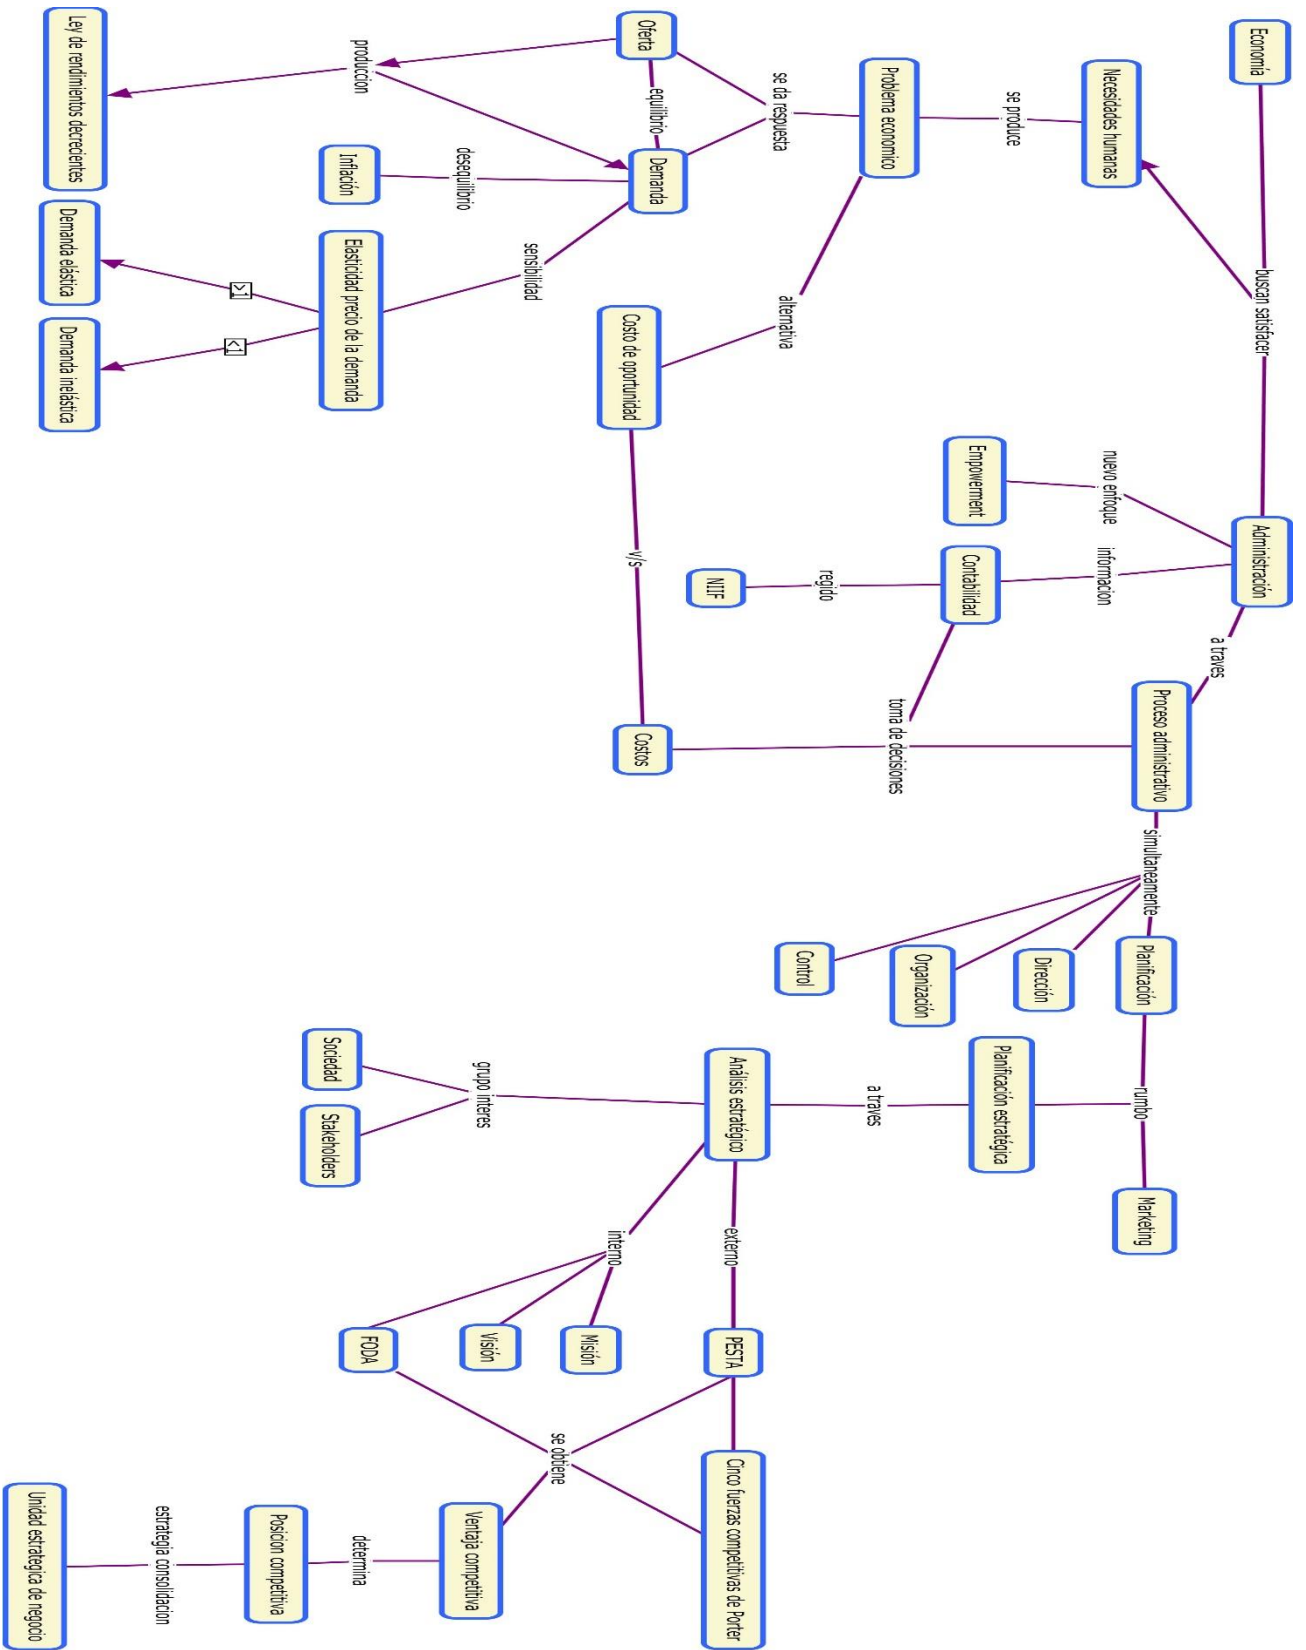 Economía
buscan satisfacer
Administración
Necesidades humanas
nuevo enfoque
informacion
a traves
Proceso administrativo
simultaneamente
Planificación
rumbo
Marketing
se produce
Empowerment
Contabilidad
Dirección
Planificación estratégica
Problema economico
toma de decisiones
Organización
a traves
regido
Control
se da respuesta
alternativa
NIIF
Análisis estratégico
externo
PESTA
Cinco fuerzas competitivas de Porter
Oferta
equilibrio
Demanda
Costo de oportunidad
v/s
Costos
interno
Misión
se obtiene
sensibilidad
grupo interes
Visión
Ventaja competitiva
desequilibrio
produccion
Inflación
Elasticidad precio de la demanda
Sociedad
Stakeholders
FODA
determina
>1
<1
Posicion competitiva
estrategia consolidacion
Ley de rendimientos decrecientes
Demanda elástica
Demanda inelástica
Unidad estrategica de negocio